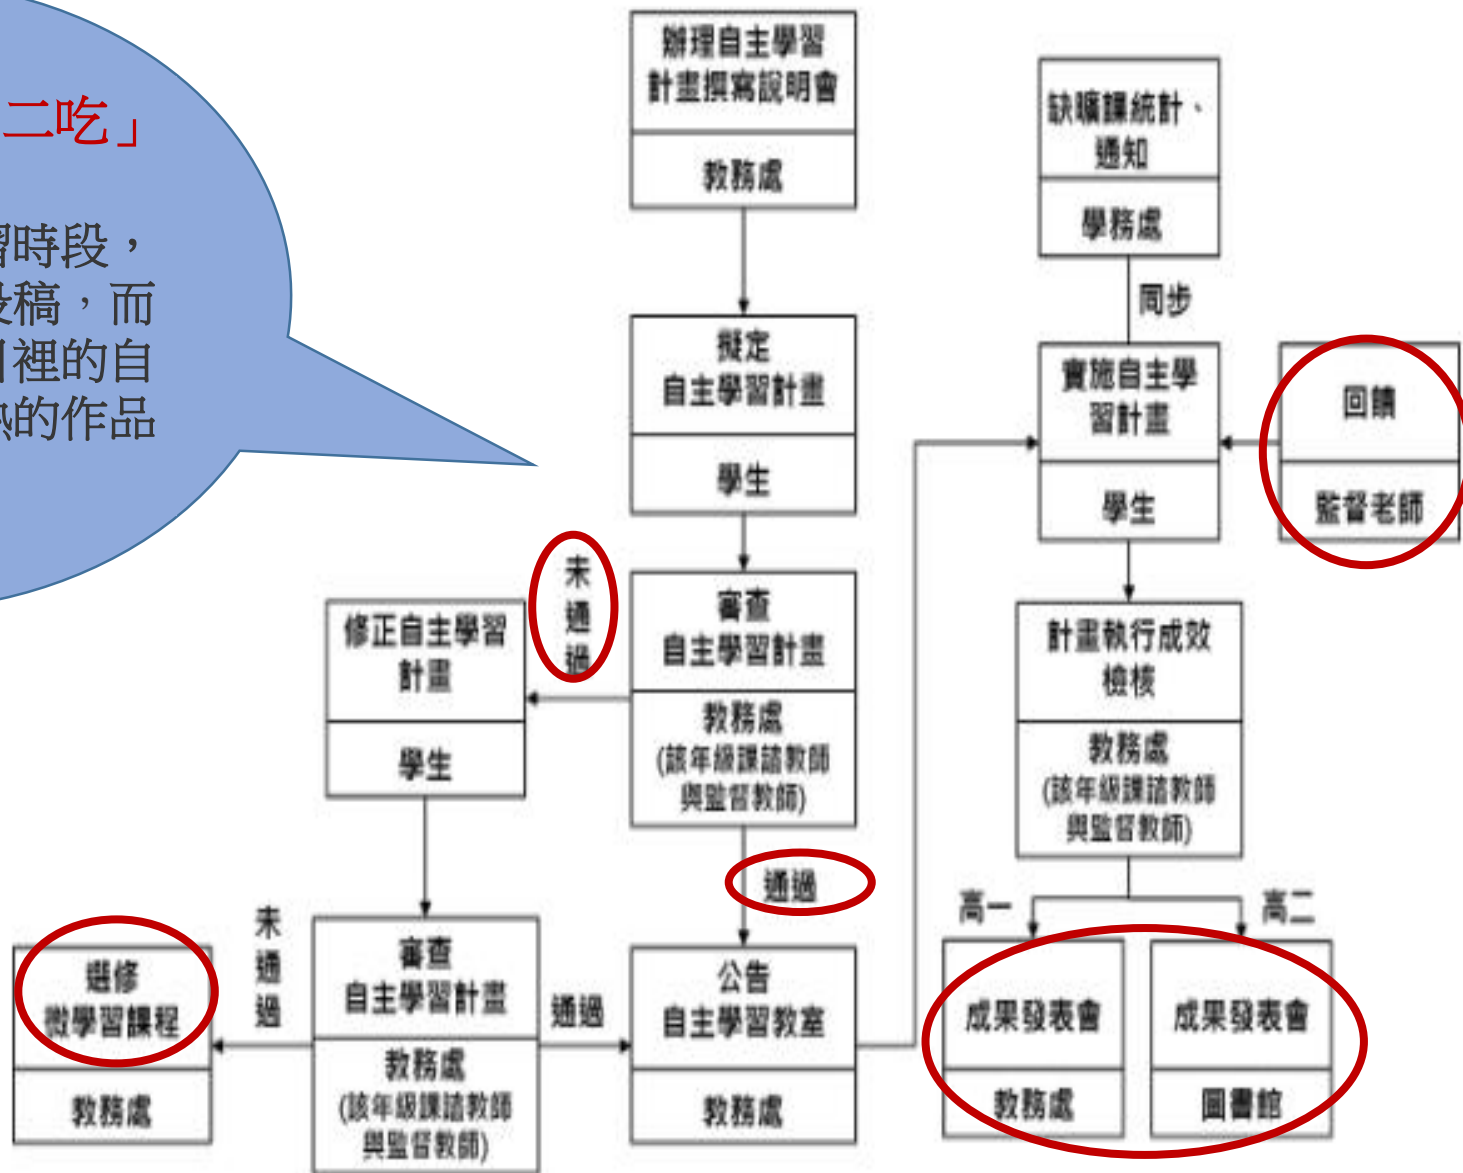 二吃」
習時段，
投稿，而
目裡的自
熟的作品
辦理自主學習
計畫撰寫說明會
教務處
擬定
自主學習計畫
學生
審查
自主學習計畫
教務處
(該年級課諮教師
與監督教師)
未
通
過
修正自主學習
計畫
學生
通過
審查
自主學習計畫
教務處
(該年級課諮教師
與監督教師)
未
通
過
選修
微學習課程
教務處
通過
公告
自主學習教室
教務處
缺曠課統計、
通知
學務處
同步
實施自主學
習計畫
學生
回饋
監督老師
計畫執行成效
檢核
教務處
(該年級課諮教師
與監督教師)
高一
高二
成果發表會
教務處
成果發表會
圖書館